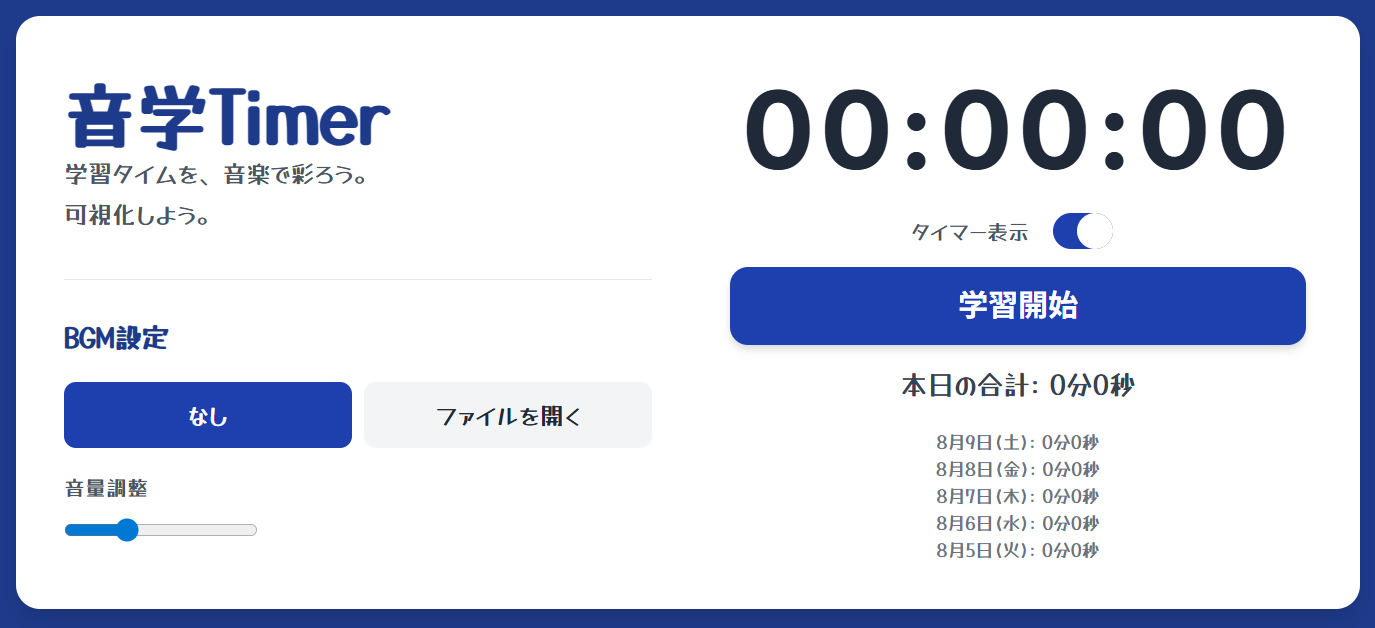 音学Timer
学習タイムを、音楽で彩ろう。
可視化しよう。
BGM設定
なし
ファイルを開く
音量調整
00:00:00
タイマー表示
学習開始
本日の合計: 0分0秒
8月9日(土): 0分0秒
8月8日(金): 0分0秒
8月7日(木): 0分0秒
8月6日(水): 0分0秒
8月5日(火): 0分0秒